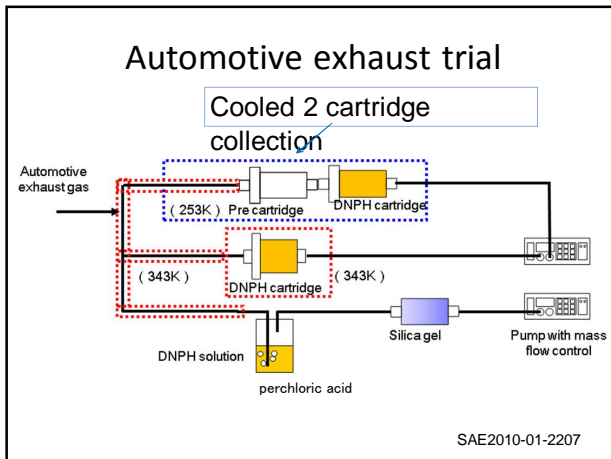 Automotive exhaust trial
Cooled 2 cartridge
collection
Automotive
exhaust gas
( 253K )
Pre cartridge
DNPH cartridge
( 343K )
DNPH cartridge
( 343K )
DNPH solution
Silica gel
Pump with mass
flow control
perchloric acid
SAE2010-01-2207